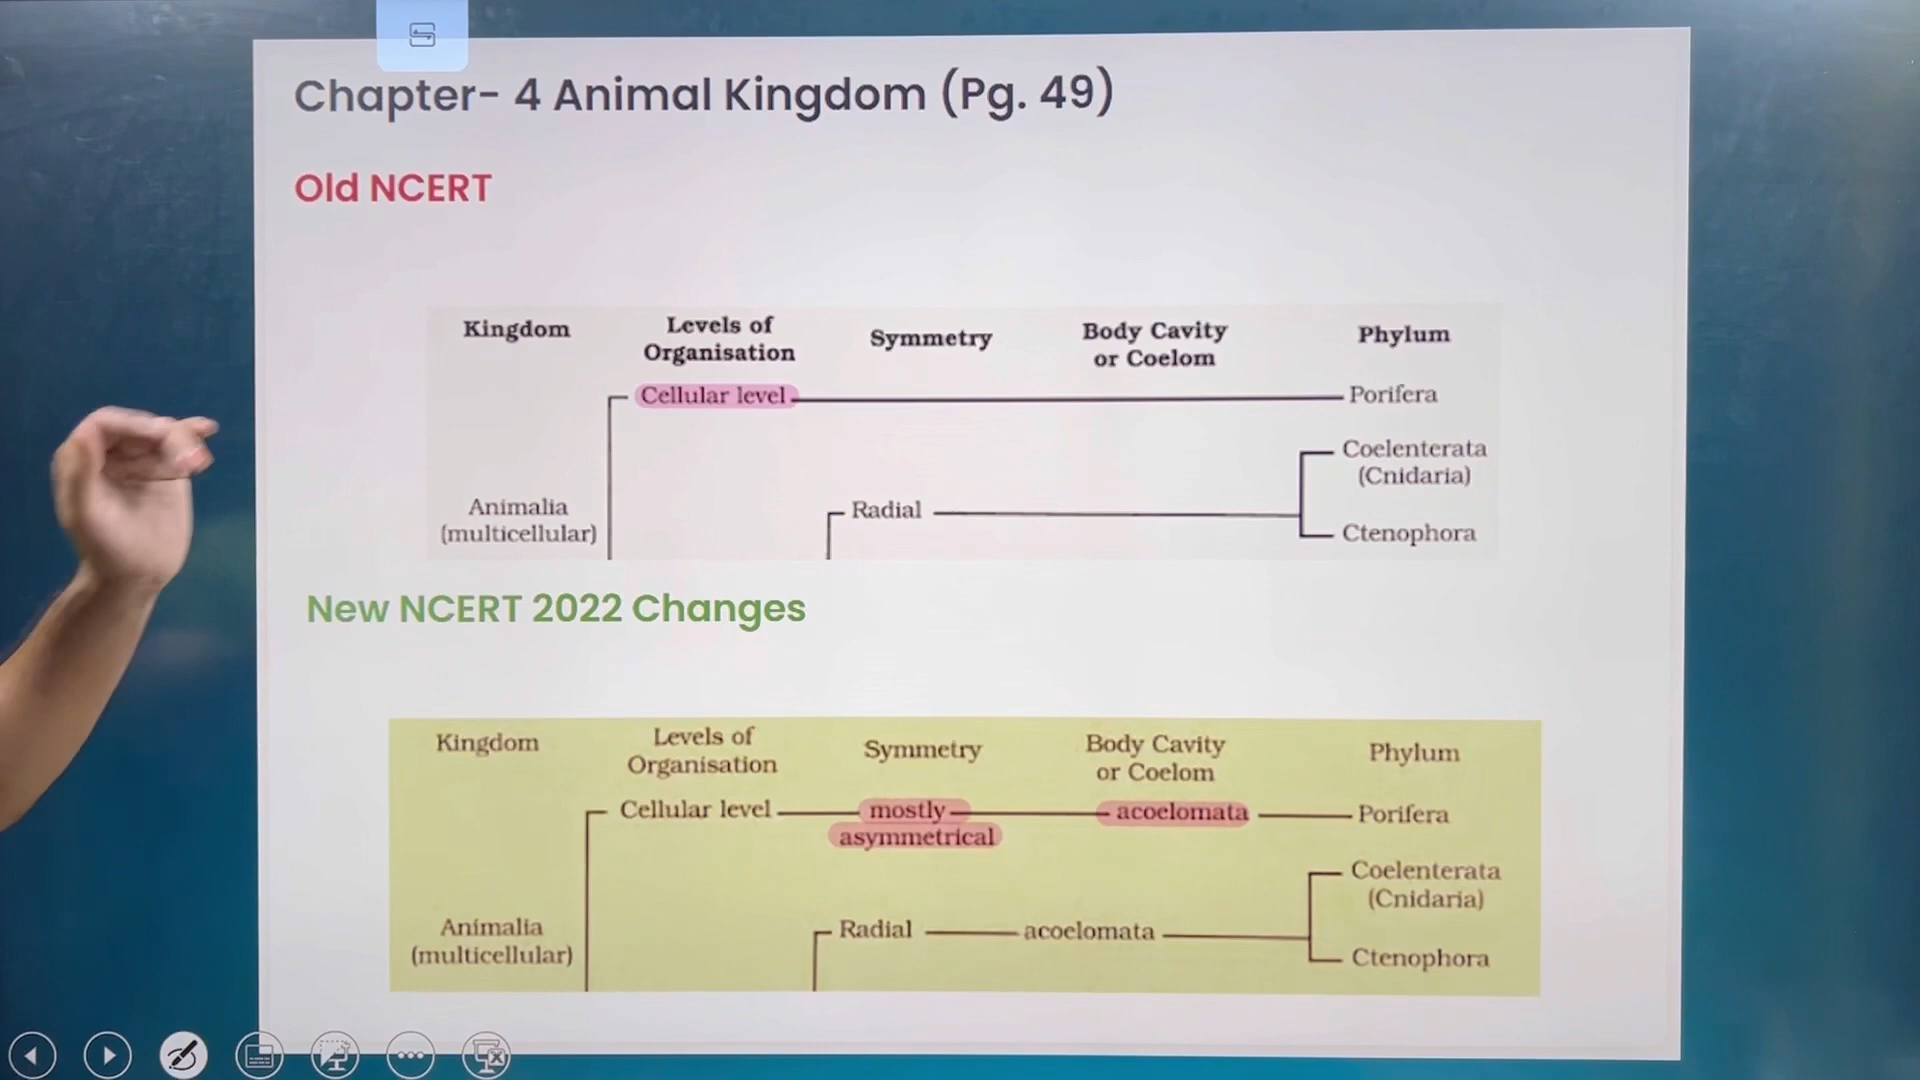 Chapter- 4 Animal Kingdom (Pg. 49)
Old NCERT
Kingdom
Levels of
Organisation
Symmetry
Body Cavity
or Coelom
Phylum
Cellular level
Porifera
Coelenterata
(Cnidaria)
Animalia
(multicellular)
Radial
Ctenophora
New NCERT 2022 Changes
Kingdom
Levels of
Organisation
Symmetry
Body Cavity
or Coelom
Phylum
Cellular level
mostly
asymmetrical
acoelomata
Porifera
Coelenterata
(Cnidaria)
Animalia
(multicellular)
Radial
acoelomata
Ctenophora